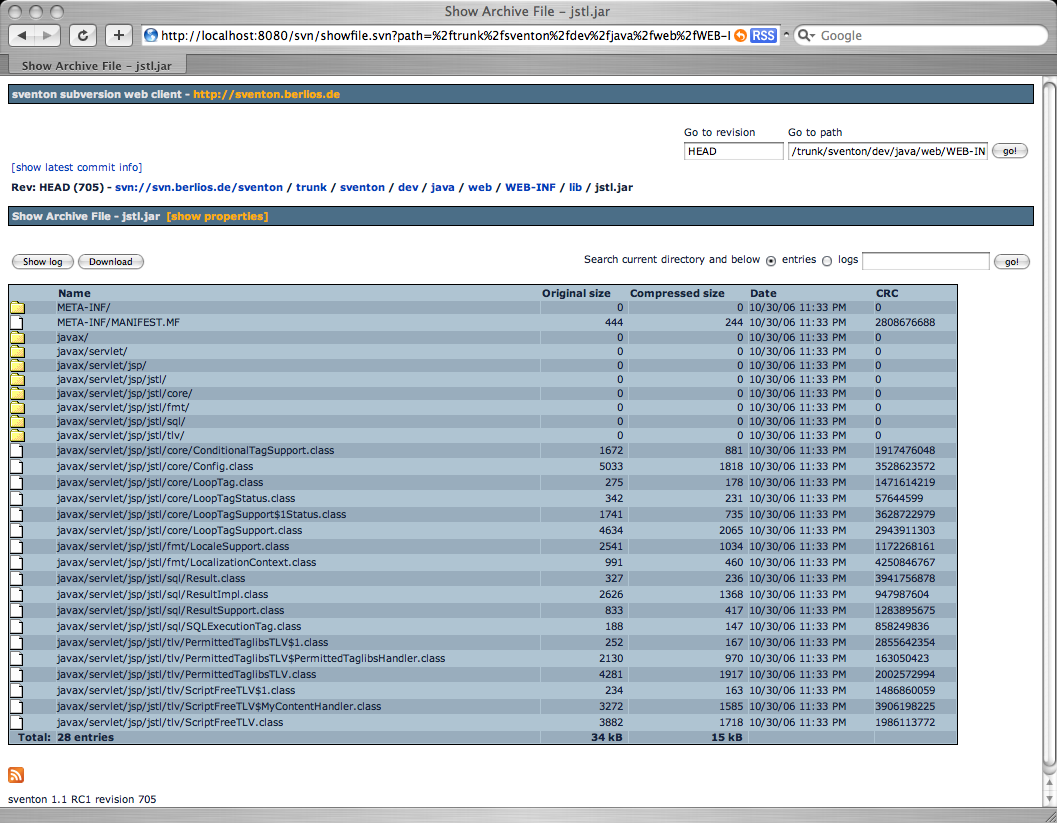 Show Archive File – jstl.jar
http://localhost:8080/svn/showfile.svn?path=%2ftrunk%2fsventon%2fdev%2fjava%2fweb%2fWEB-I RSS Google
Show Archive File – jstl.jar
sventon subversion web client - http://sventon.berlios.de
Go to revision Go to path
HEAD /trunk/sventon/dev/java/web/WEB-IN go!
[show latest commit info]
Rev: HEAD (705) - svn://svn.berlios.de/sventon / trunk / sventon / dev / java / web / WEB-INF / lib / jstl.jar
Show Archive File - jstl.jar [show properties]
Show log Download Search current directory and below entries logs go!
Name Original size Compressed size Date CRC
META-INF/ 0 0 10/30/06 11:33 PM 0
META-INF/MANIFEST.MF 444 244 10/30/06 11:33 PM 2808676688
javax/ 0 0 10/30/06 11:33 PM 0
javax/servlet/ 0 0 10/30/06 11:33 PM 0
javax/servlet/jsp/ 0 0 10/30/06 11:33 PM 0
javax/servlet/jsp/jstl/ 0 0 10/30/06 11:33 PM 0
javax/servlet/jsp/jstl/core/ 0 0 10/30/06 11:33 PM 0
javax/servlet/jsp/jstl/fmt/ 0 0 10/30/06 11:33 PM 0
javax/servlet/jsp/jstl/sql/ 0 0 10/30/06 11:33 PM 0
javax/servlet/jsp/jstl/tlv/ 0 0 10/30/06 11:33 PM 0
javax/servlet/jsp/jstl/core/ConditionalTagSupport.class 1672 881 10/30/06 11:33 PM 1917476048
javax/servlet/jsp/jstl/core/Config.class 5033 1818 10/30/06 11:33 PM 3528623572
javax/servlet/jsp/jstl/core/LoopTag.class 275 178 10/30/06 11:33 PM 1471614219
javax/servlet/jsp/jstl/core/LoopTagStatus.class 342 231 10/30/06 11:33 PM 57644599
javax/servlet/jsp/jstl/core/LoopTagSupport$1Status.class 1741 735 10/30/06 11:33 PM 3628722979
javax/servlet/jsp/jstl/core/LoopTagSupport.class 4634 2065 10/30/06 11:33 PM 2943911303
javax/servlet/jsp/jstl/fmt/LocaleSupport.class 2541 1034 10/30/06 11:33 PM 1172268161
javax/servlet/jsp/jstl/fmt/LocalizationContext.class 991 460 10/30/06 11:33 PM 4250846767
javax/servlet/jsp/jstl/sql/Result.class 327 236 10/30/06 11:33 PM 3941756878
javax/servlet/jsp/jstl/sql/ResultImpl.class 2626 1368 10/30/06 11:33 PM 947987604
javax/servlet/jsp/jstl/sql/ResultSupport.class 833 417 10/30/06 11:33 PM 1283895675
javax/servlet/jsp/jstl/sql/SQLExecutionTag.class 188 147 10/30/06 11:33 PM 858249836
javax/servlet/jsp/jstl/tlv/PermittedTaglibsTLV$1.class 252 167 10/30/06 11:33 PM 2855642354
javax/servlet/jsp/jstl/tlv/PermittedTaglibsTLV$PermittedTaglibsHandler.class 2130 970 10/30/06 11:33 PM 163050423
javax/servlet/jsp/jstl/tlv/PermittedTaglibsTLV.class 4281 1917 10/30/06 11:33 PM 2002572994
javax/servlet/jsp/jstl/tlv/ScriptFreeTLV$1.class 234 163 10/30/06 11:33 PM 1486860059
javax/servlet/jsp/jstl/tlv/ScriptFreeTLV$MyContentHandler.class 3272 1585 10/30/06 11:33 PM 3906198225
javax/servlet/jsp/jstl/tlv/ScriptFreeTLV.class 3882 1718 10/30/06 11:33 PM 1986113772
Total: 28 entries 34 kB 15 kB
sventon 1.1 RC1 revision 705